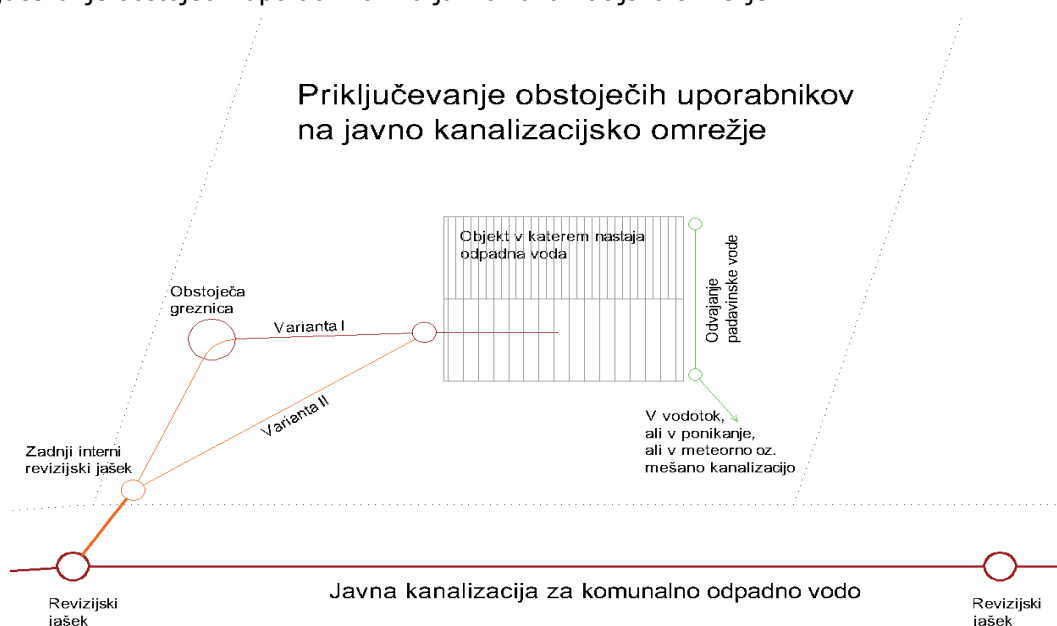 Priključevanje obstoječih uporabnikov
na javno kanalizacijsko omrežje
Objekt v katerem nastaja
odpadna voda
Odvajanje
padavinske vode
Obstoječa
greznica
Varianta I
Varianta II
V vodotok,
ali v ponikanje,
ali v meteorno oz.
mešano kanalizacijo
Zadnji interni
revizijski jašek
Javna kanalizacija za komunalno odpadno vodo
Revizijski
jašek
Revizijski
jašek